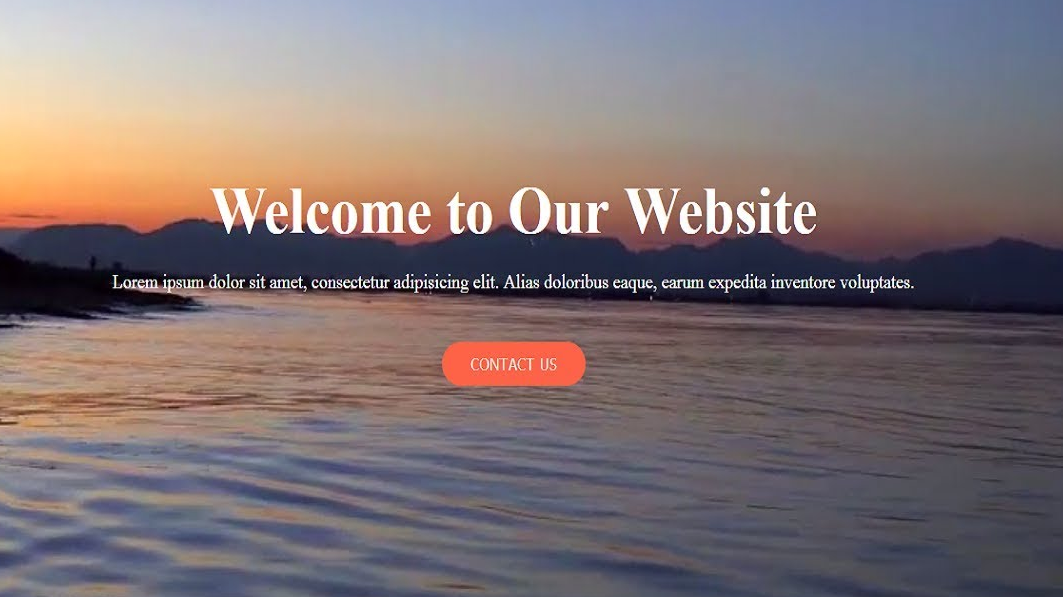 Welcome to Our Website
Lorem ipsum dolor sit amet, consectetur adipisicing elit. Alias doloribus eaque, earum expedita inventore voluptates.
CONTACT US